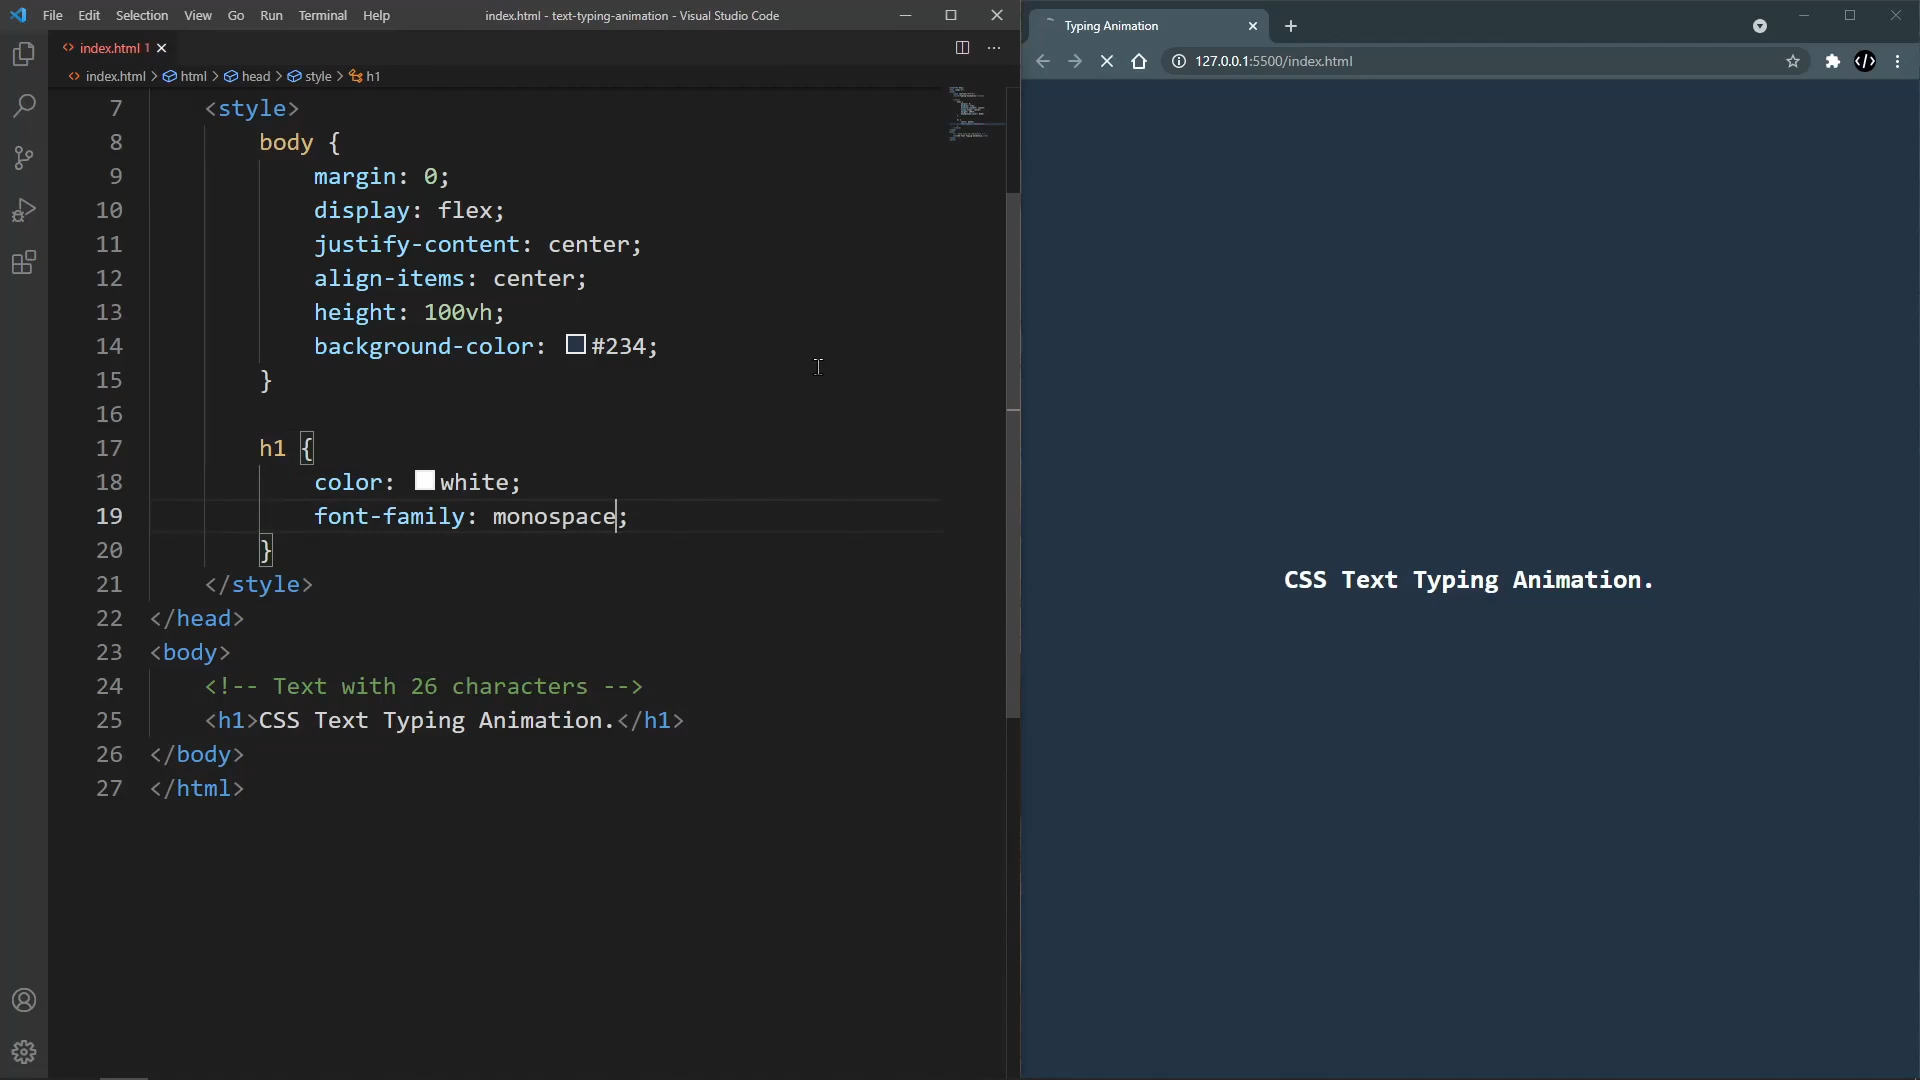 File Edit Selection View Go Run Terminal Help
index.html - text-typing-animation - Visual Studio Code
index.html 1
index.html > html > head > style > h1
7 <style>
8 body {
9 margin: 0;
10 display: flex;
11 justify-content: center;
12 align-items: center;
13 height: 100vh;
14 background-color: #234;
15 }
16
17 h1 {
18 color: white;
19 font-family: monospace;
20 }
21 </style>
22 </head>
23 <body>
24 <!-- Text with 26 characters -->
25 <h1>CSS Text Typing Animation.</h1>
26 </body>
27 </html>
Typing Animation
127.0.0.1:5500/index.html
CSS Text Typing Animation.